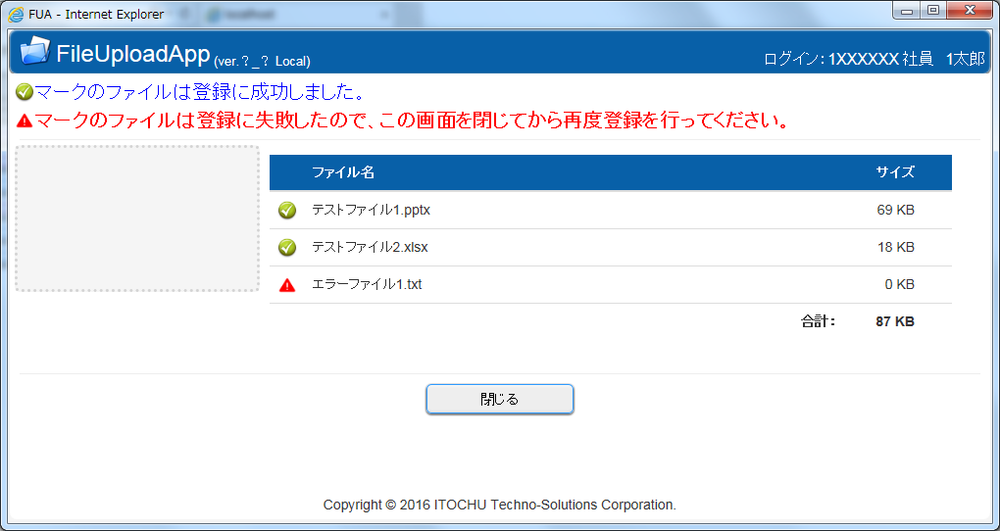 FUA - Internet Explorer
FileUploadApp (ver.？_？ Local)
ログイン：1XXXXXX 社員 1太郎
マークのファイルは登録に成功しました。
マークのファイルは登録に失敗したので、この画面を閉じてから再度登録を行ってください。
ファイル名 サイズ
テストファイル1.pptx 69 KB
テストファイル2.xlsx 18 KB
エラーファイル1.txt 0 KB
合計： 87 KB
閉じる
Copyright © 2016 ITOCHU Techno-Solutions Corporation.